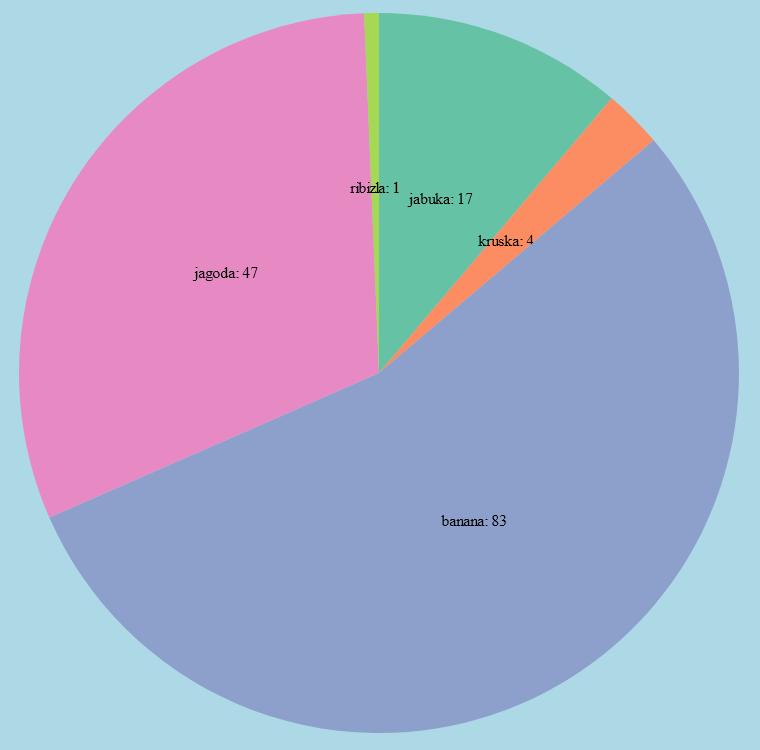 ribizla: 1
jabuka: 17
kruska: 4
jagoda: 47
banana: 83